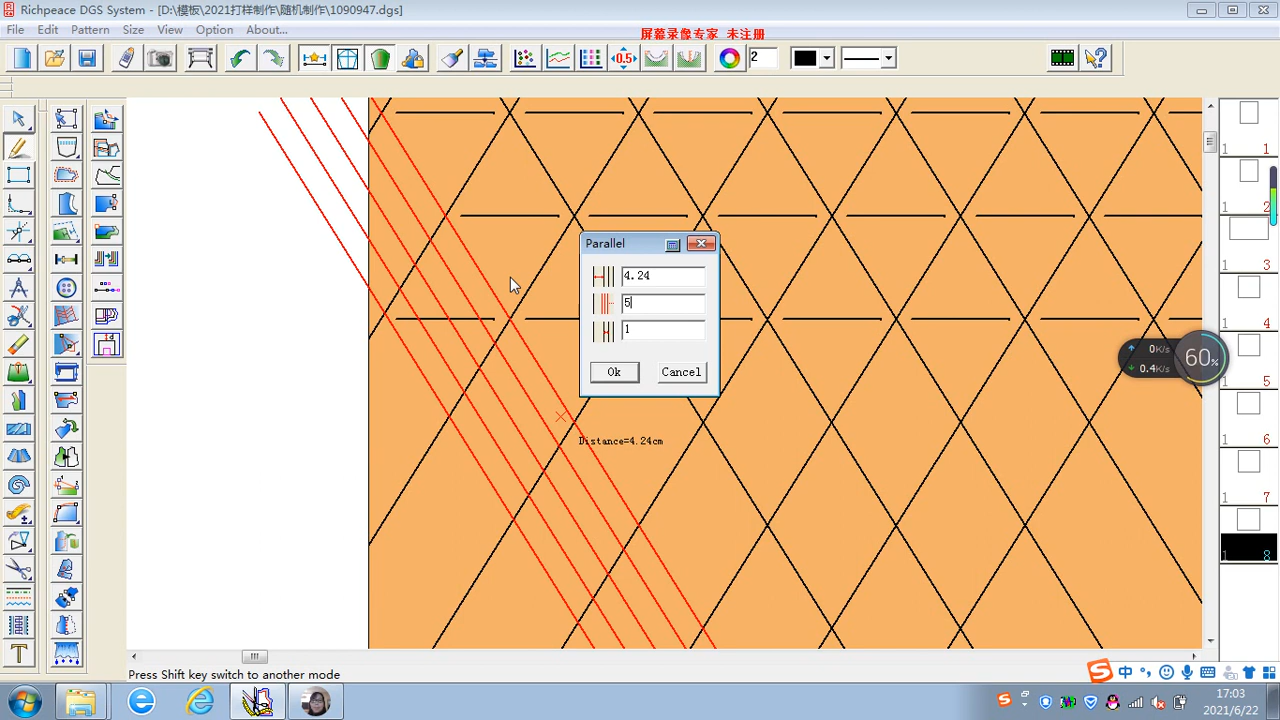 Richpeace DGS System - [D:\模板\2021打样制作\随机制作\1090947.dgs]
File Edit Pattern Size View Option About...
屏幕录像专家 未注册
0.5
2
Parallel
4.24
5
1
Ok Cancel
Distance=4.24cm
1 1
1 2
1 3
1 4
1 5
1 6
1 7
1 8
0K/s
0.4K/s
60%
T
Press Shift key switch to another mode
中
17:03
2021/6/22